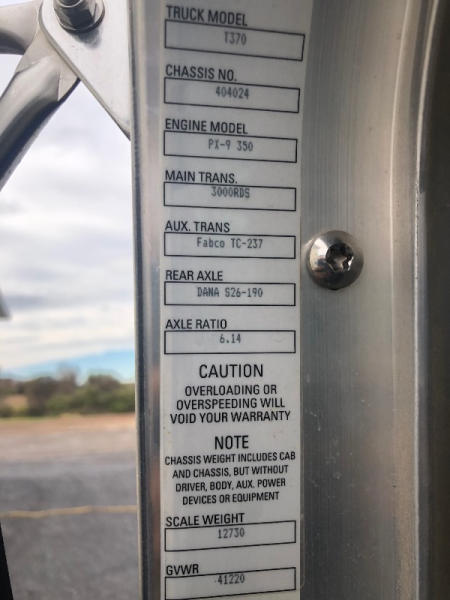 TRUCK MODEL
T370
CHASSIS NO.
404024
ENGINE MODEL
PX-9 350
MAIN TRANS.
3000RDS
AUX. TRANS
Fabco TC-237
REAR AXLE
DANA S26-190
AXLE RATIO
6.14
CAUTION
OVERLOADING OR
OVERSPEEDING WILL
VOID YOUR WARRANTY
NOTE
CHASSIS WEIGHT INCLUDES CAB
AND CHASSIS, BUT WITHOUT
DRIVER, BODY, AUX. POWER
DEVICES OR EQUIPMENT
SCALE WEIGHT
12730
GVWR
41220